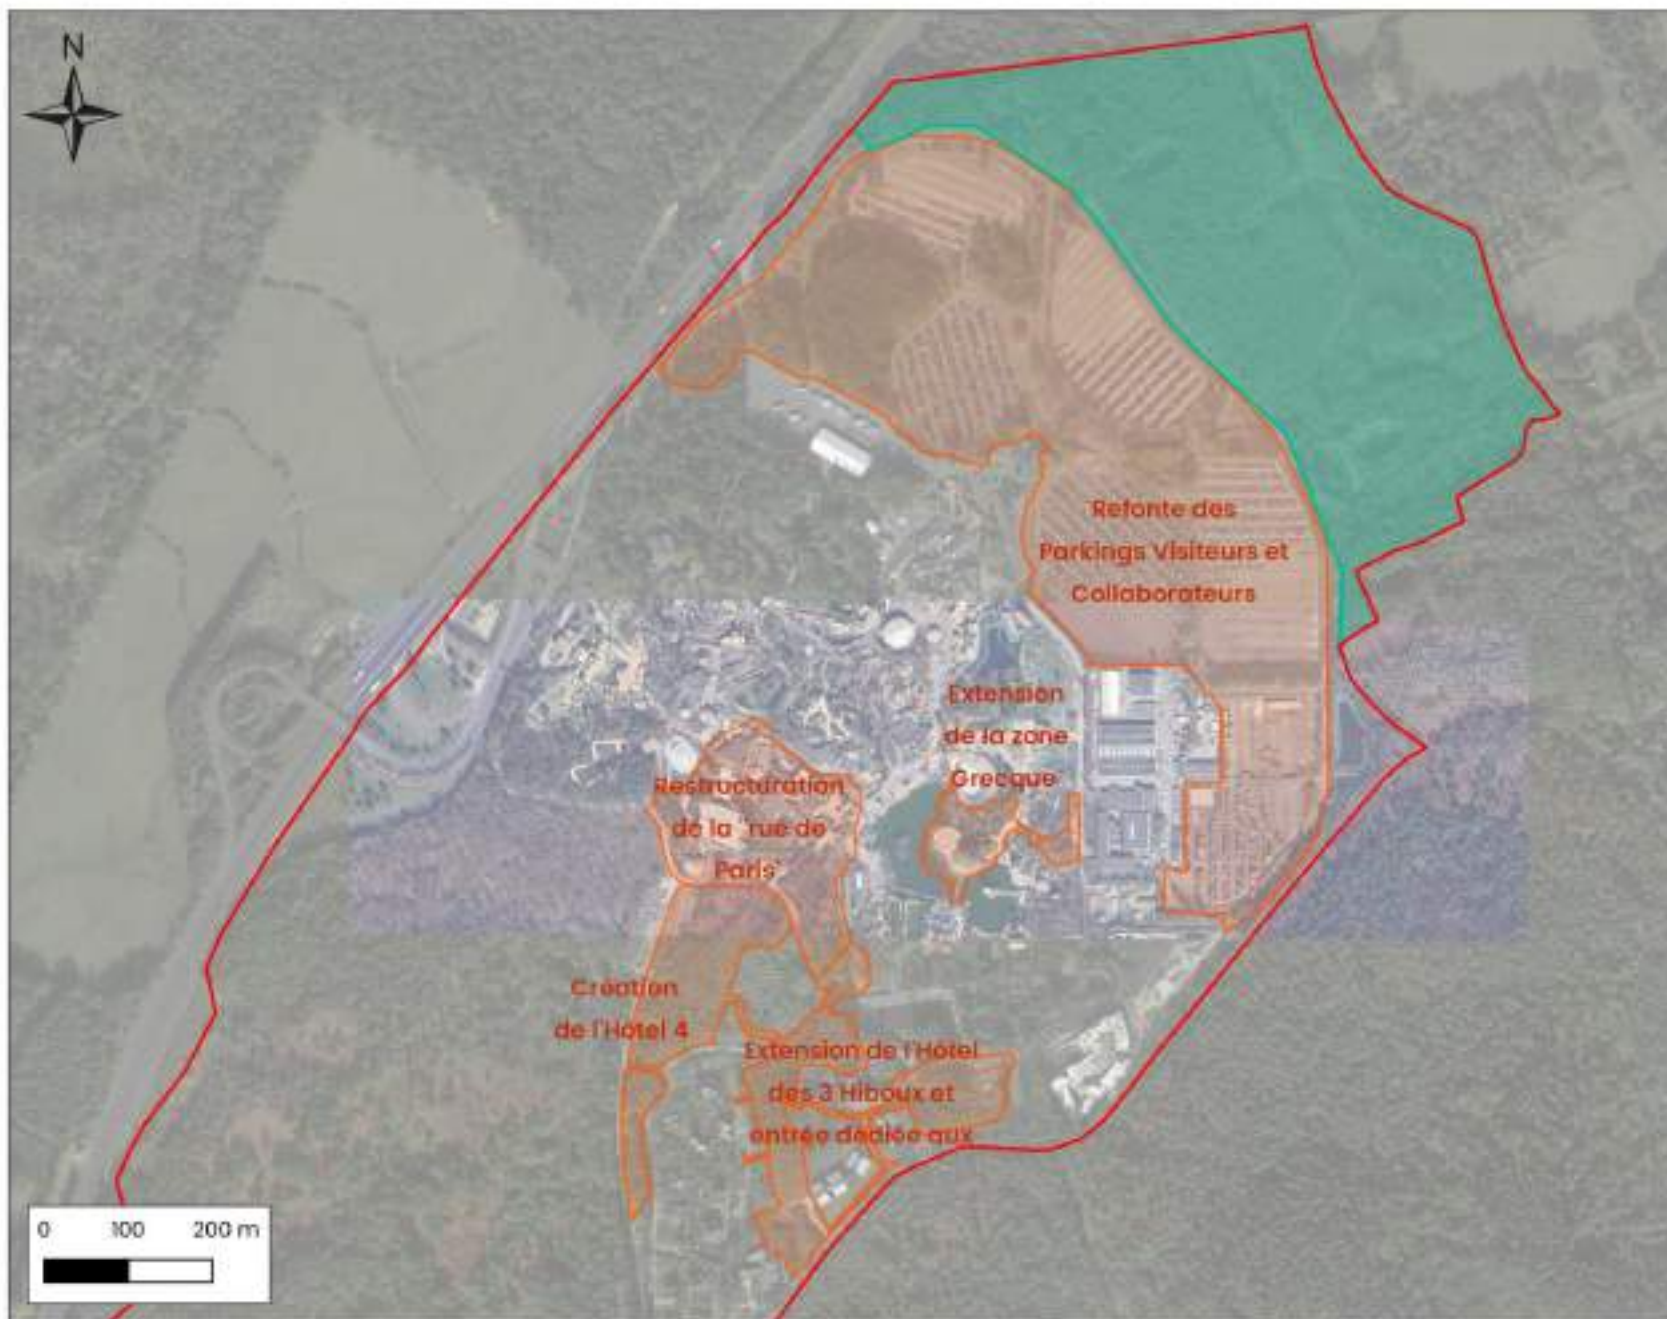 N
Refonte des
Parkings Visiteurs et
Collaborateurs
Extension
de la zone
Grecque
Restructuration
de la "rue de
Paris"
Création
de l'Hôtel 4
Extension de l'Hôtel
des 3 Hiboux et
entrée dédiée aux
0 100 200 m